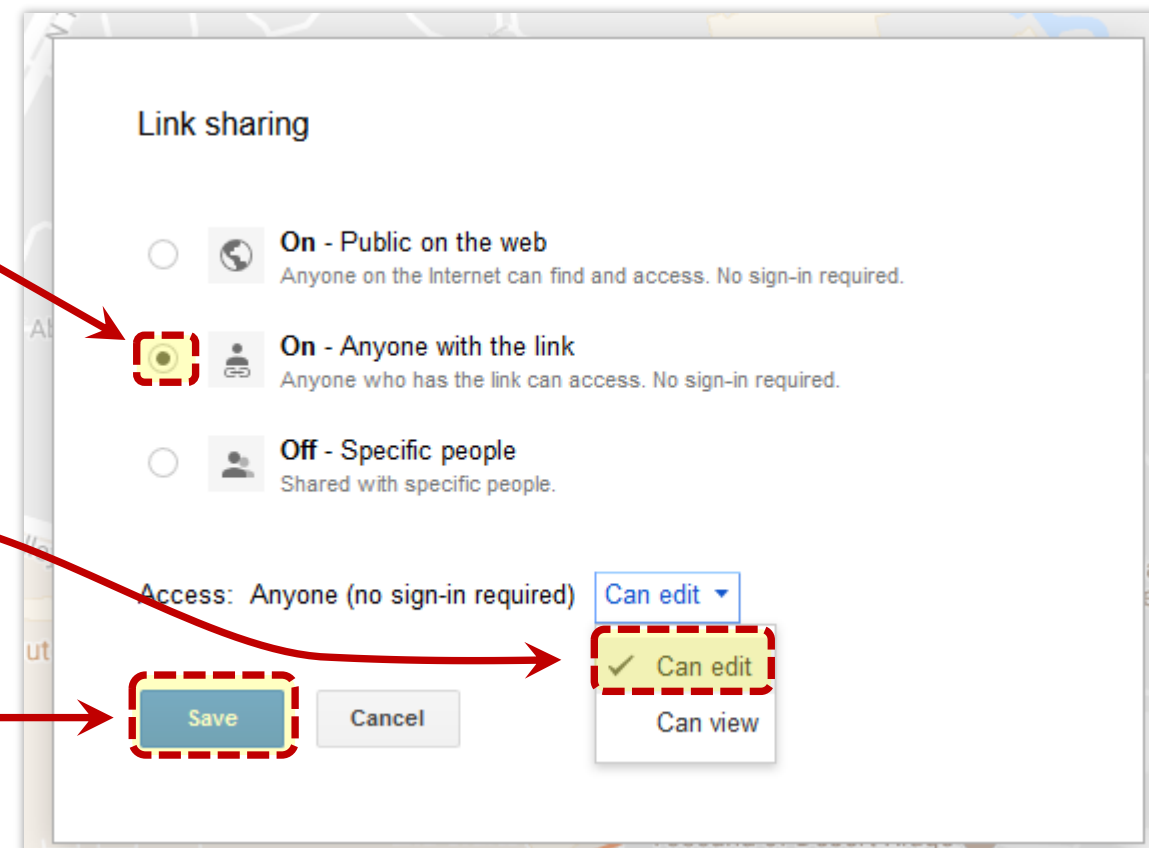 Link sharing
On - Public on the web
Anyone on the Internet can find and access. No sign-in required.
On - Anyone with the link
Anyone who has the link can access. No sign-in required.
Off - Specific people
Shared with specific people.
Access: Anyone (no sign-in required) Can edit
Can edit
Can view
Save Cancel
ut